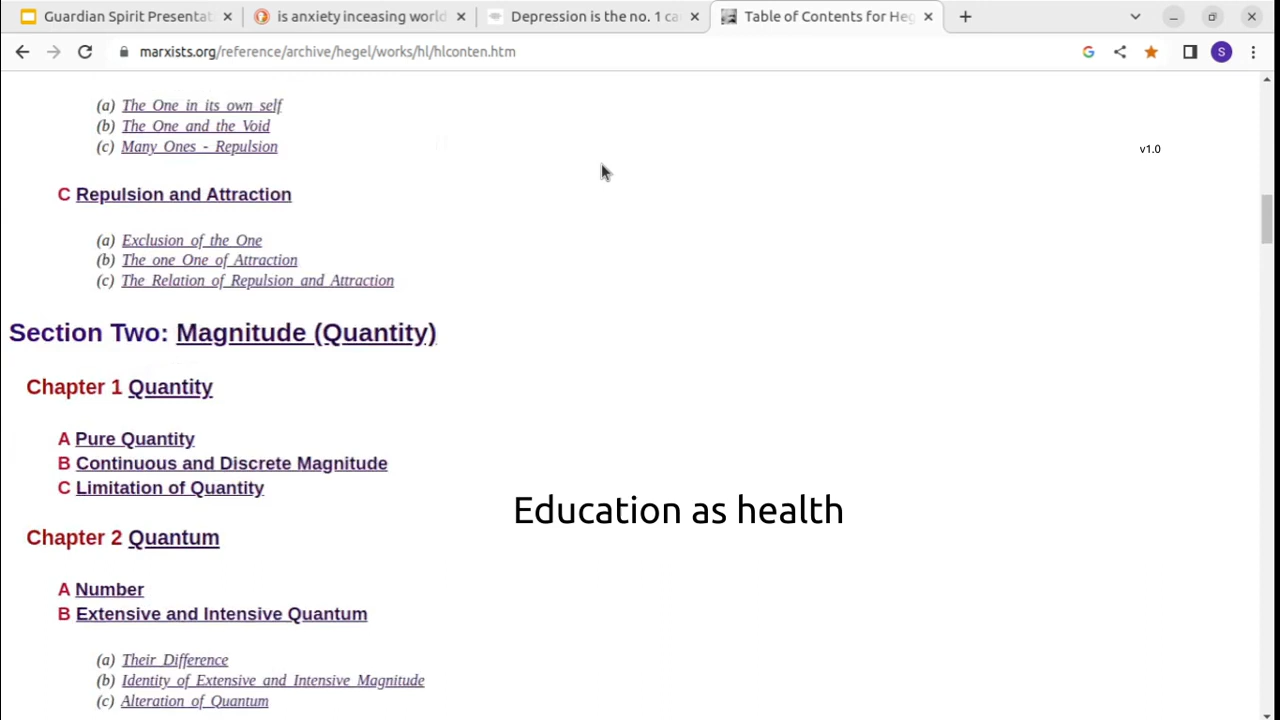 Guardian Spirit Presentat
is anxiety inceasing world
Depression is the no. 1 ca
Table of Contents for Heg
marxists.org/reference/archive/hegel/works/hl/hlconten.htm
S
(a) The One in its own self
(b) The One and the Void
(c) Many Ones - Repulsion
v1.0
C Repulsion and Attraction
(a) Exclusion of the One
(b) The one One of Attraction
(c) The Relation of Repulsion and Attraction
Section Two: Magnitude (Quantity)
Chapter 1 Quantity
A Pure Quantity
B Continuous and Discrete Magnitude
C Limitation of Quantity
Education as health
Chapter 2 Quantum
A Number
B Extensive and Intensive Quantum
(a) Their Difference
(b) Identity of Extensive and Intensive Magnitude
(c) Alteration of Quantum